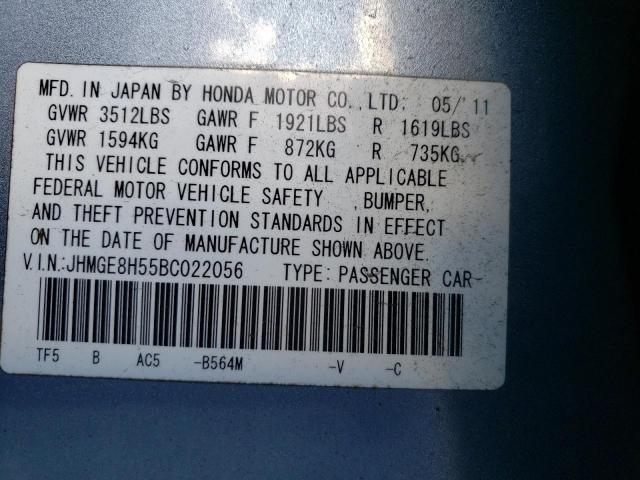 MFD. IN JAPAN BY HONDA MOTOR CO.,LTD. 05/'11
GVWR 3512LBS GAWR F 1921LBS R 1619LBS
GVWR 1594KG GAWR F 872KG R 735KG
THIS VEHICLE CONFORMS TO ALL APPLICABLE
FEDERAL MOTOR VEHICLE SAFETY ,BUMPER,
AND THEFT PREVENTION STANDARDS IN EFFECT
ON THE DATE OF MANUFACTURE SHOWN ABOVE.
V.I.N.:JHMGE8H55BC022056 TYPE: PASSENGER CAR
TF5 B AC5 -B564M -V -C